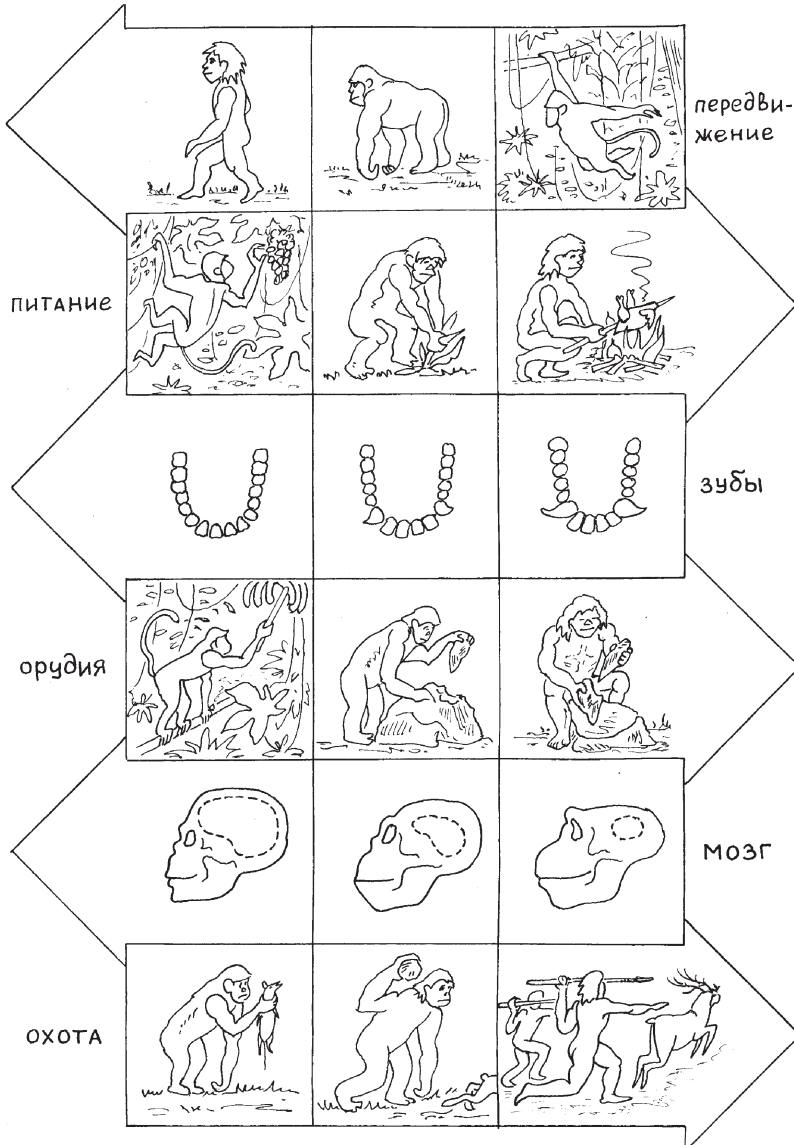 передви-
жение
питание
зубы
орудия
мозг
охота